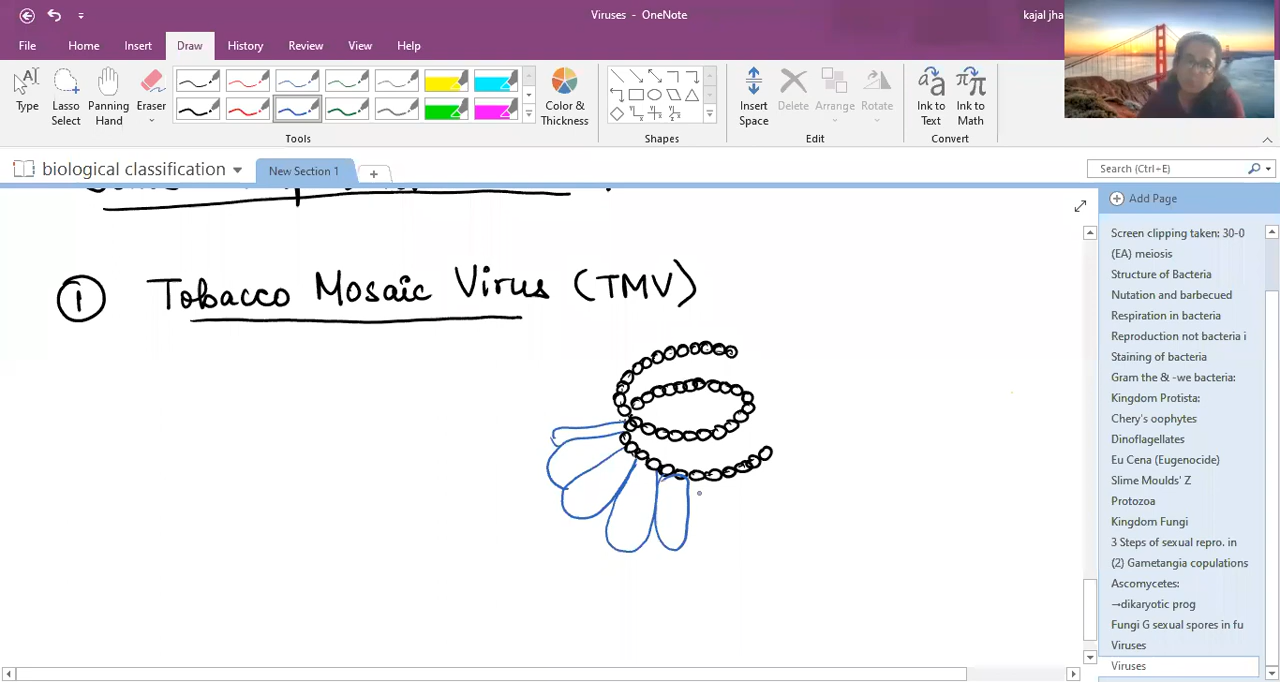 Viruses - OneNote
kajal jha
File Home Insert Draw History Review View Help
Type
Lasso Select
Panning Hand
Eraser
Color & Thickness
Insert Space
Delete
Arrange
Rotate
Ink to Text
Ink to Math
Tools
Shapes
Edit
Convert
biological classification
New Section 1
Search (Ctrl+E)
Add Page
① Tobacco Mosaic Virus (TMV)
Screen clipping taken: 30-0
(EA) meiosis
Structure of Bacteria
Nutation and barbecued
Respiration in bacteria
Reproduction not bacteria i
Staining of bacteria
Gram the & -we bacteria:
Kingdom Protista:
Chery's oophytes
Dinoflagellates
Eu Cena (Eugenocide)
Slime Moulds' Z
Protozoa
Kingdom Fungi
3 Steps of sexual repro. in
(2) Gametangia copulations
Ascomycetes:
→dikaryotic prog
Fungi G sexual spores in fu
Viruses
Viruses